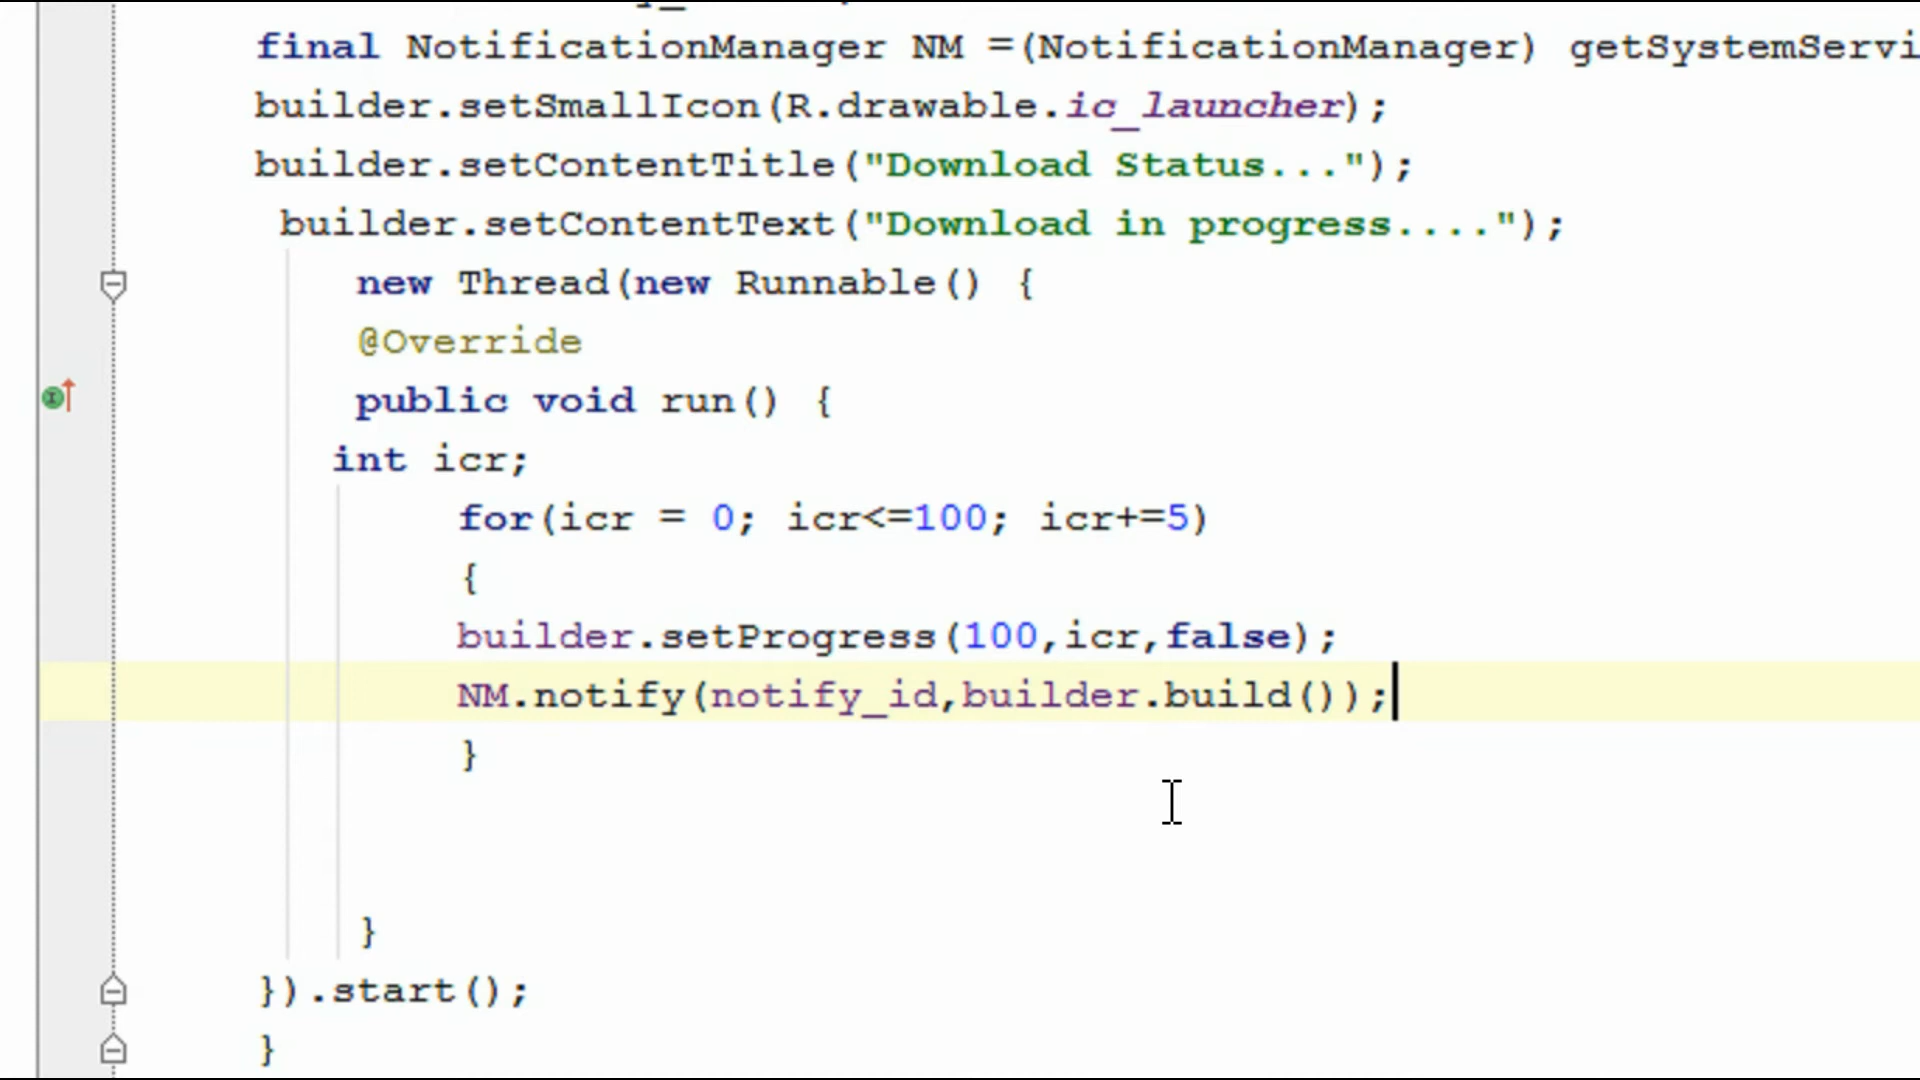 final NotificationManager NM =(NotificationManager) getSystemServi
builder.setSmallIcon(R.drawable.ic_launcher);
builder.setContentTitle("Download Status...");
builder.setContentText("Download in progress....");
new Thread(new Runnable() {
@Override
public void run() {
int icr;
for(icr = 0; icr<=100; icr+=5)
{
builder.setProgress(100,icr,false);
NM.notify(notify_id,builder.build());
}
}
}).start();
}